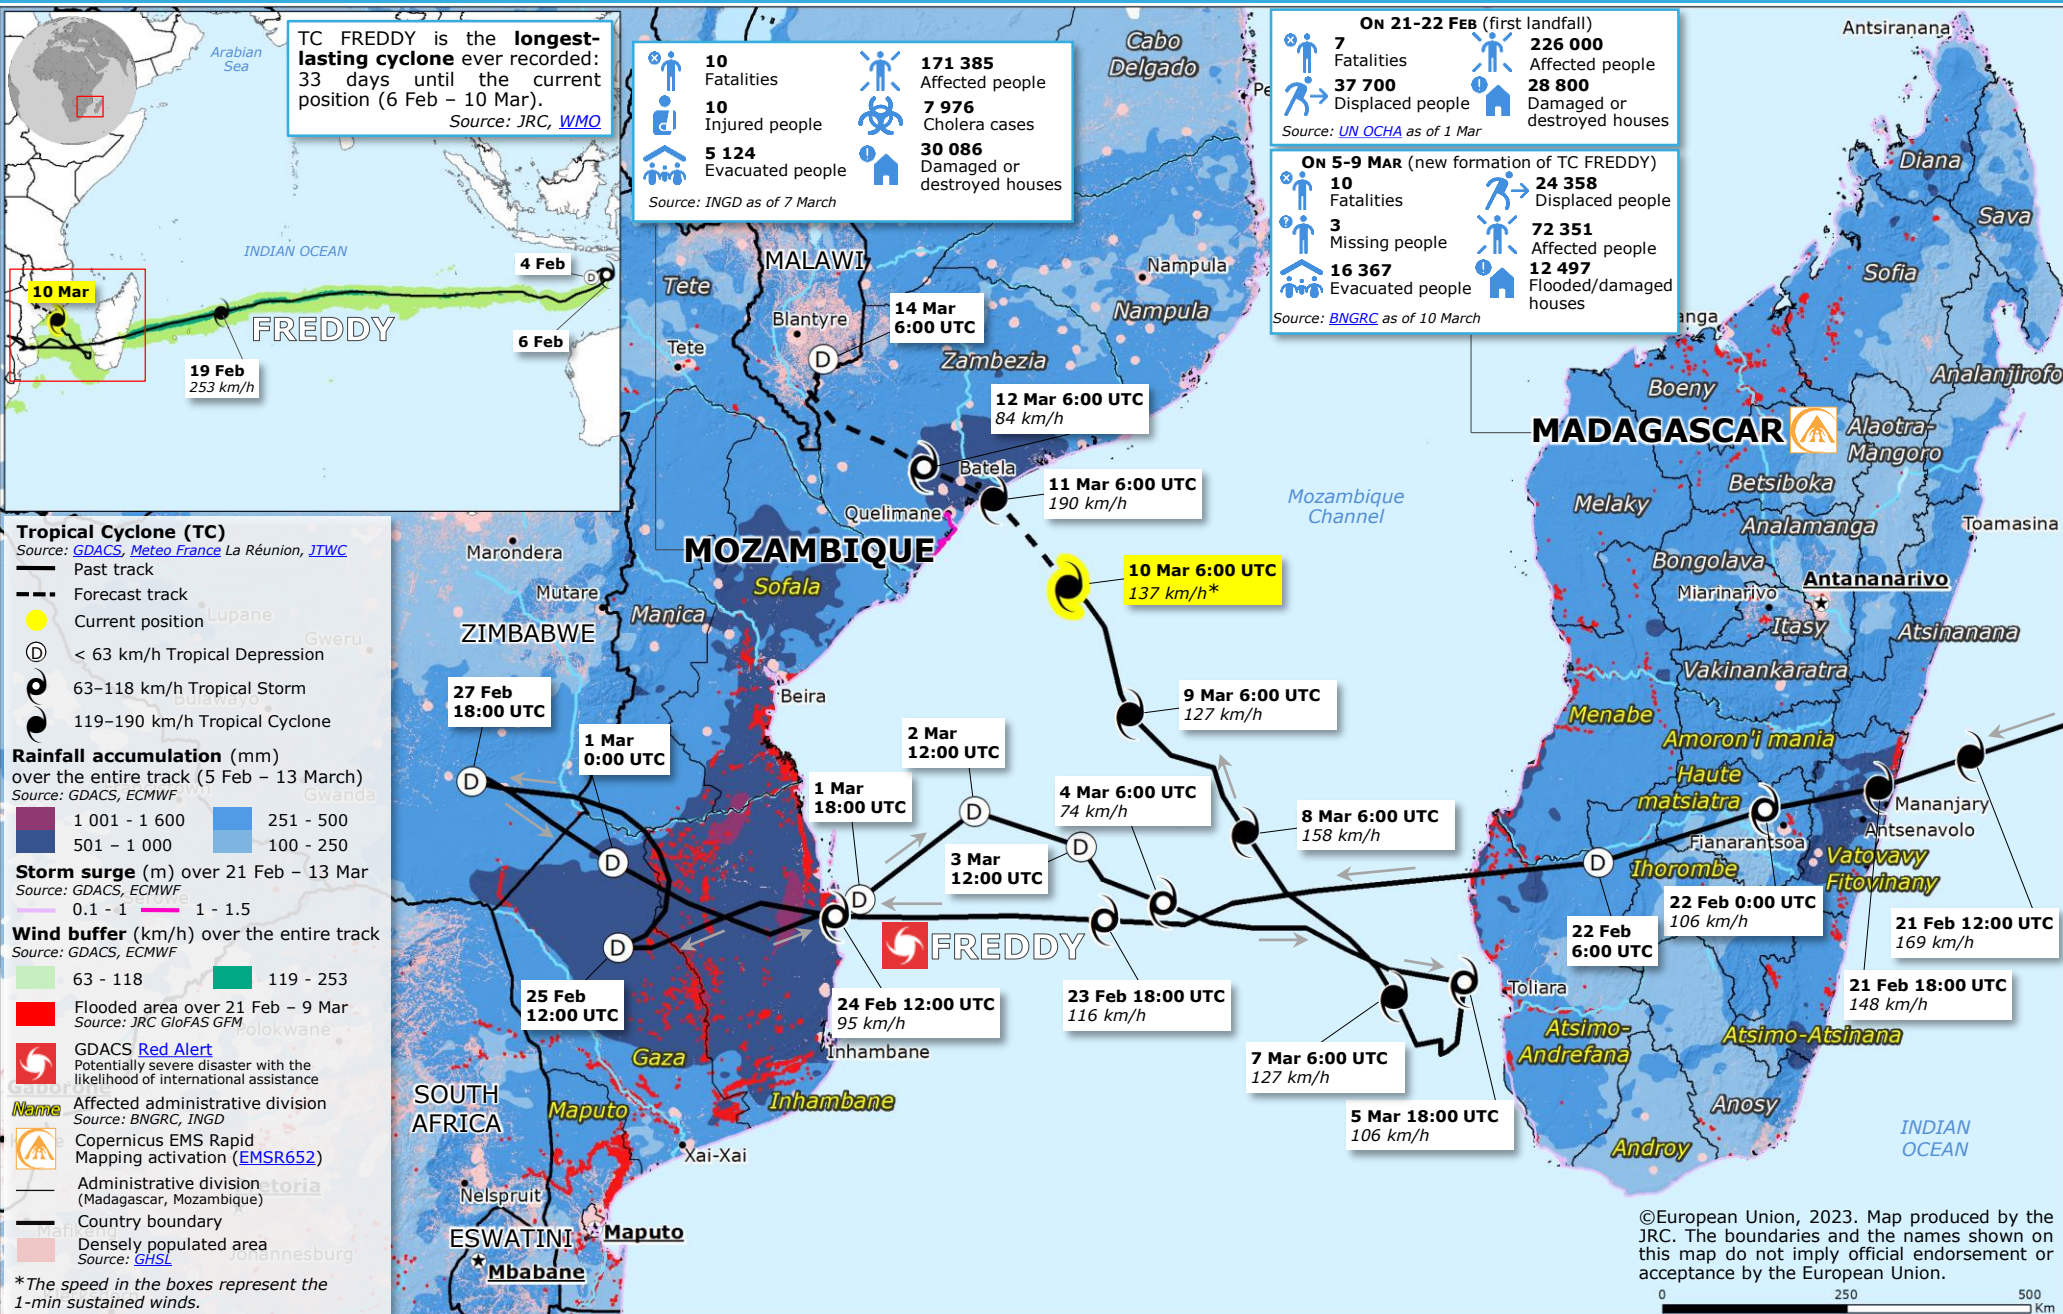 Arabian
Sea
TC FREDDY is the longest-
lasting cyclone ever recorded:
33 days until the current
position (6 Feb – 10 Mar).
Source: JRC, WMO
INDIAN OCEAN
4 Feb
D
10 Mar
FREDDY
6 Feb
19 Feb
253 km/h
10
Fatalities
171 385
Affected people
10
Injured people
7 976
Cholera cases
5 124
Evacuated people
30 086
Damaged or
destroyed houses
Source: INGD as of 7 March
ON 21-22 FEB (first landfall)
7
Fatalities
226 000
Affected people
37 700
Displaced people
28 800
Damaged or
destroyed houses
Source: UN OCHA as of 1 Mar
ON 5-9 MAR (new formation of TC FREDDY)
10
Fatalities
24 358
Displaced people
3
Missing people
72 351
Affected people
16 367
Evacuated people
12 497
Flooded/damaged
houses
Source: BNGRC as of 10 March
Cabo
Delgado
Pe
Antsiranana
Diana
Sava
Sofia
anga
Boeny
Analanjirofo
MADAGASCAR
Alaotra-
Mangoro
Betsiboka
Melaky
Analamanga
Toamasina
Bongolava
Antananarivo
Miarinarivo
Itasy
Atsinanana
Vakinankaratra
Menabe
Amoron'i mania
Haute
matsiatra
Mananjary
Antsenavolo
Fianarantsoa
Vatovavy
Fitovinany
Ihorombe
Toliara
Atsimo-
Andrefana
Atsimo-Atsinana
Anosy
Androy
INDIAN
OCEAN
MALAWI
Tete
Blantyre
Tete
Nampula
Nampula
Zambezia
14 Mar
6:00 UTC
D
12 Mar 6:00 UTC
84 km/h
Batela
11 Mar 6:00 UTC
190 km/h
Mozambique
Channel
Quelimane
MOZAMBIQUE
Sofala
10 Mar 6:00 UTC
137 km/h*
Marondera
Mutare
Manica
ZIMBABWE
Beira
27 Feb
18:00 UTC
D
1 Mar
0:00 UTC
9 Mar 6:00 UTC
127 km/h
2 Mar
12:00 UTC
D
1 Mar
18:00 UTC
D
4 Mar 6:00 UTC
74 km/h
3 Mar
12:00 UTC
D
8 Mar 6:00 UTC
158 km/h
D
D
FREDDY
D
25 Feb
12:00 UTC
24 Feb 12:00 UTC
95 km/h
23 Feb 18:00 UTC
116 km/h
22 Feb
6:00 UTC
22 Feb 0:00 UTC
106 km/h
21 Feb 12:00 UTC
169 km/h
21 Feb 18:00 UTC
148 km/h
7 Mar 6:00 UTC
127 km/h
5 Mar 18:00 UTC
106 km/h
Inhambane
Gaza
Maputo
Inhambane
SOUTH
AFRICA
Xai-Xai
Nelspruit
ESWATINI
Maputo
Mbabane
Tropical Cyclone (TC)
Source: GDACS, Meteo France La Réunion, JTWC
Past track
Forecast track
Current position
D < 63 km/h Tropical Depression
63–118 km/h Tropical Storm
119–190 km/h Tropical Cyclone
Rainfall accumulation (mm)
over the entire track (5 Feb – 13 March)
Source: GDACS, ECMWF
1 001 - 1 600
251 - 500
501 – 1 000
100 - 250
Storm surge (m) over 21 Feb – 13 Mar
Source: GDACS, ECMWF
0.1 - 1
1 - 1.5
Wind buffer (km/h) over the entire track
Source: GDACS, ECMWF
63 - 118
119 - 253
Flooded area over 21 Feb – 9 Mar
Source: JRC GloFAS GFM
GDACS Red Alert
Potentially severe disaster with the
likelihood of international assistance
Name Affected administrative division
Source: BNGRC, INGD
Copernicus EMS Rapid
Mapping activation (EMSR652)
Administrative division
(Madagascar, Mozambique)
Country boundary
Densely populated area
Source: GHSL
*The speed in the boxes represent the
1-min sustained winds.
Lupane
Gweru
Bulawayo
Gwanda
Serowe
Polokwane
Gaborone
Pretoria
Mafikeng
Johannesburg
©European Union, 2023. Map produced by the
JRC. The boundaries and the names shown on
this map do not imply official endorsement or
acceptance by the European Union.
0 250 500
Km